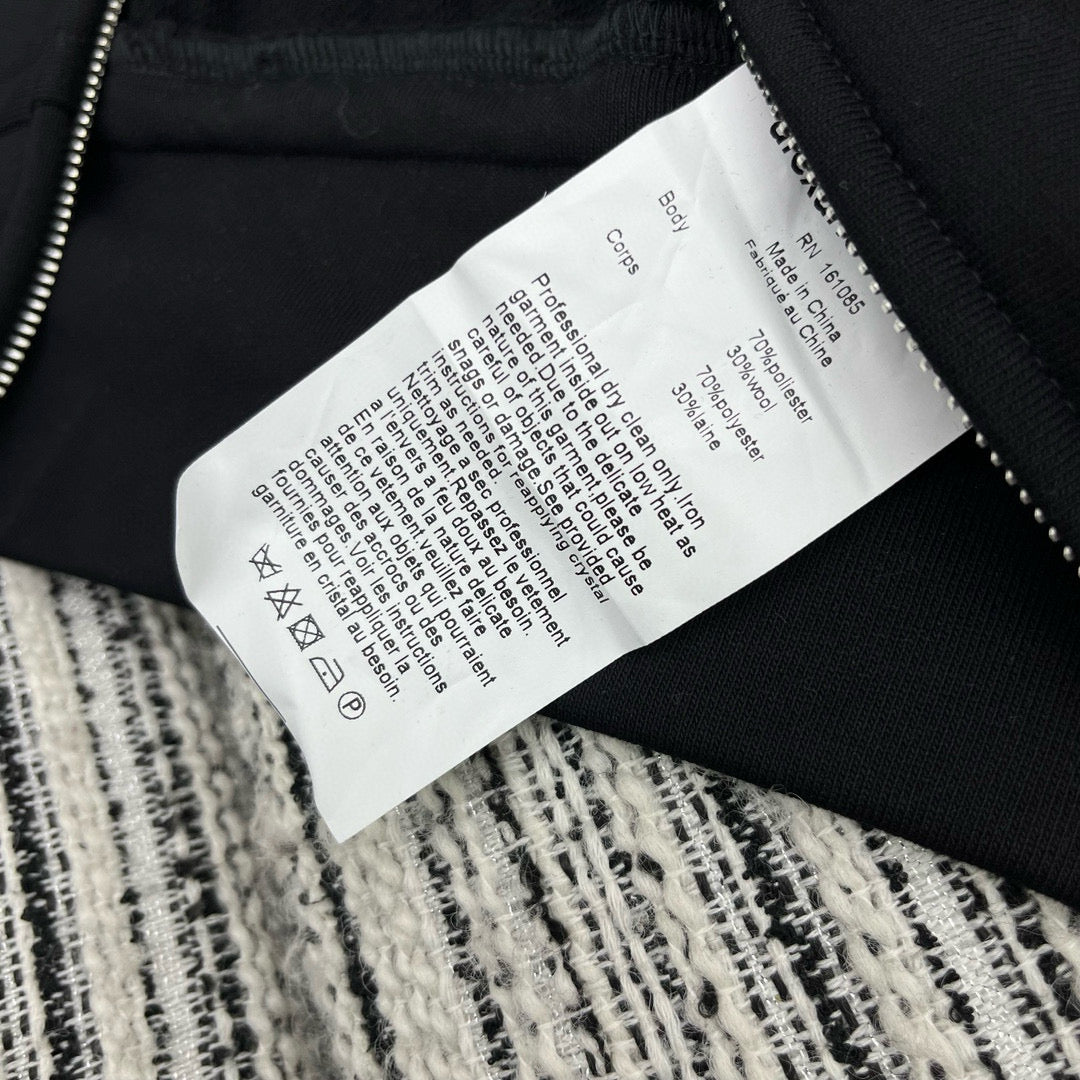 RN 161085
Made in China
Fabriqué au Chine
Body
70%poliester
30%wool
Corps
70%polyester
30%laine
Professional dry clean only.Iron
garment inside out on low heat as
needed.Due to the delicate
nature of this garment,please be
careful of objects that could cause
snags or damage.See provided
instructions for reapplying crystal
trim as needed
Nettoyage a sec professionnel
uniquement.Repassez le vetement
a l'envers a feu doux au besoin.
En raison de la nature delicate
de ce vetement veuillez faire
attention aux objets qui pourraient
causer des accrocs ou des
dommages.Voir les instructions
fournies pour reappliquer la
garniture en cristal au besoin.
P